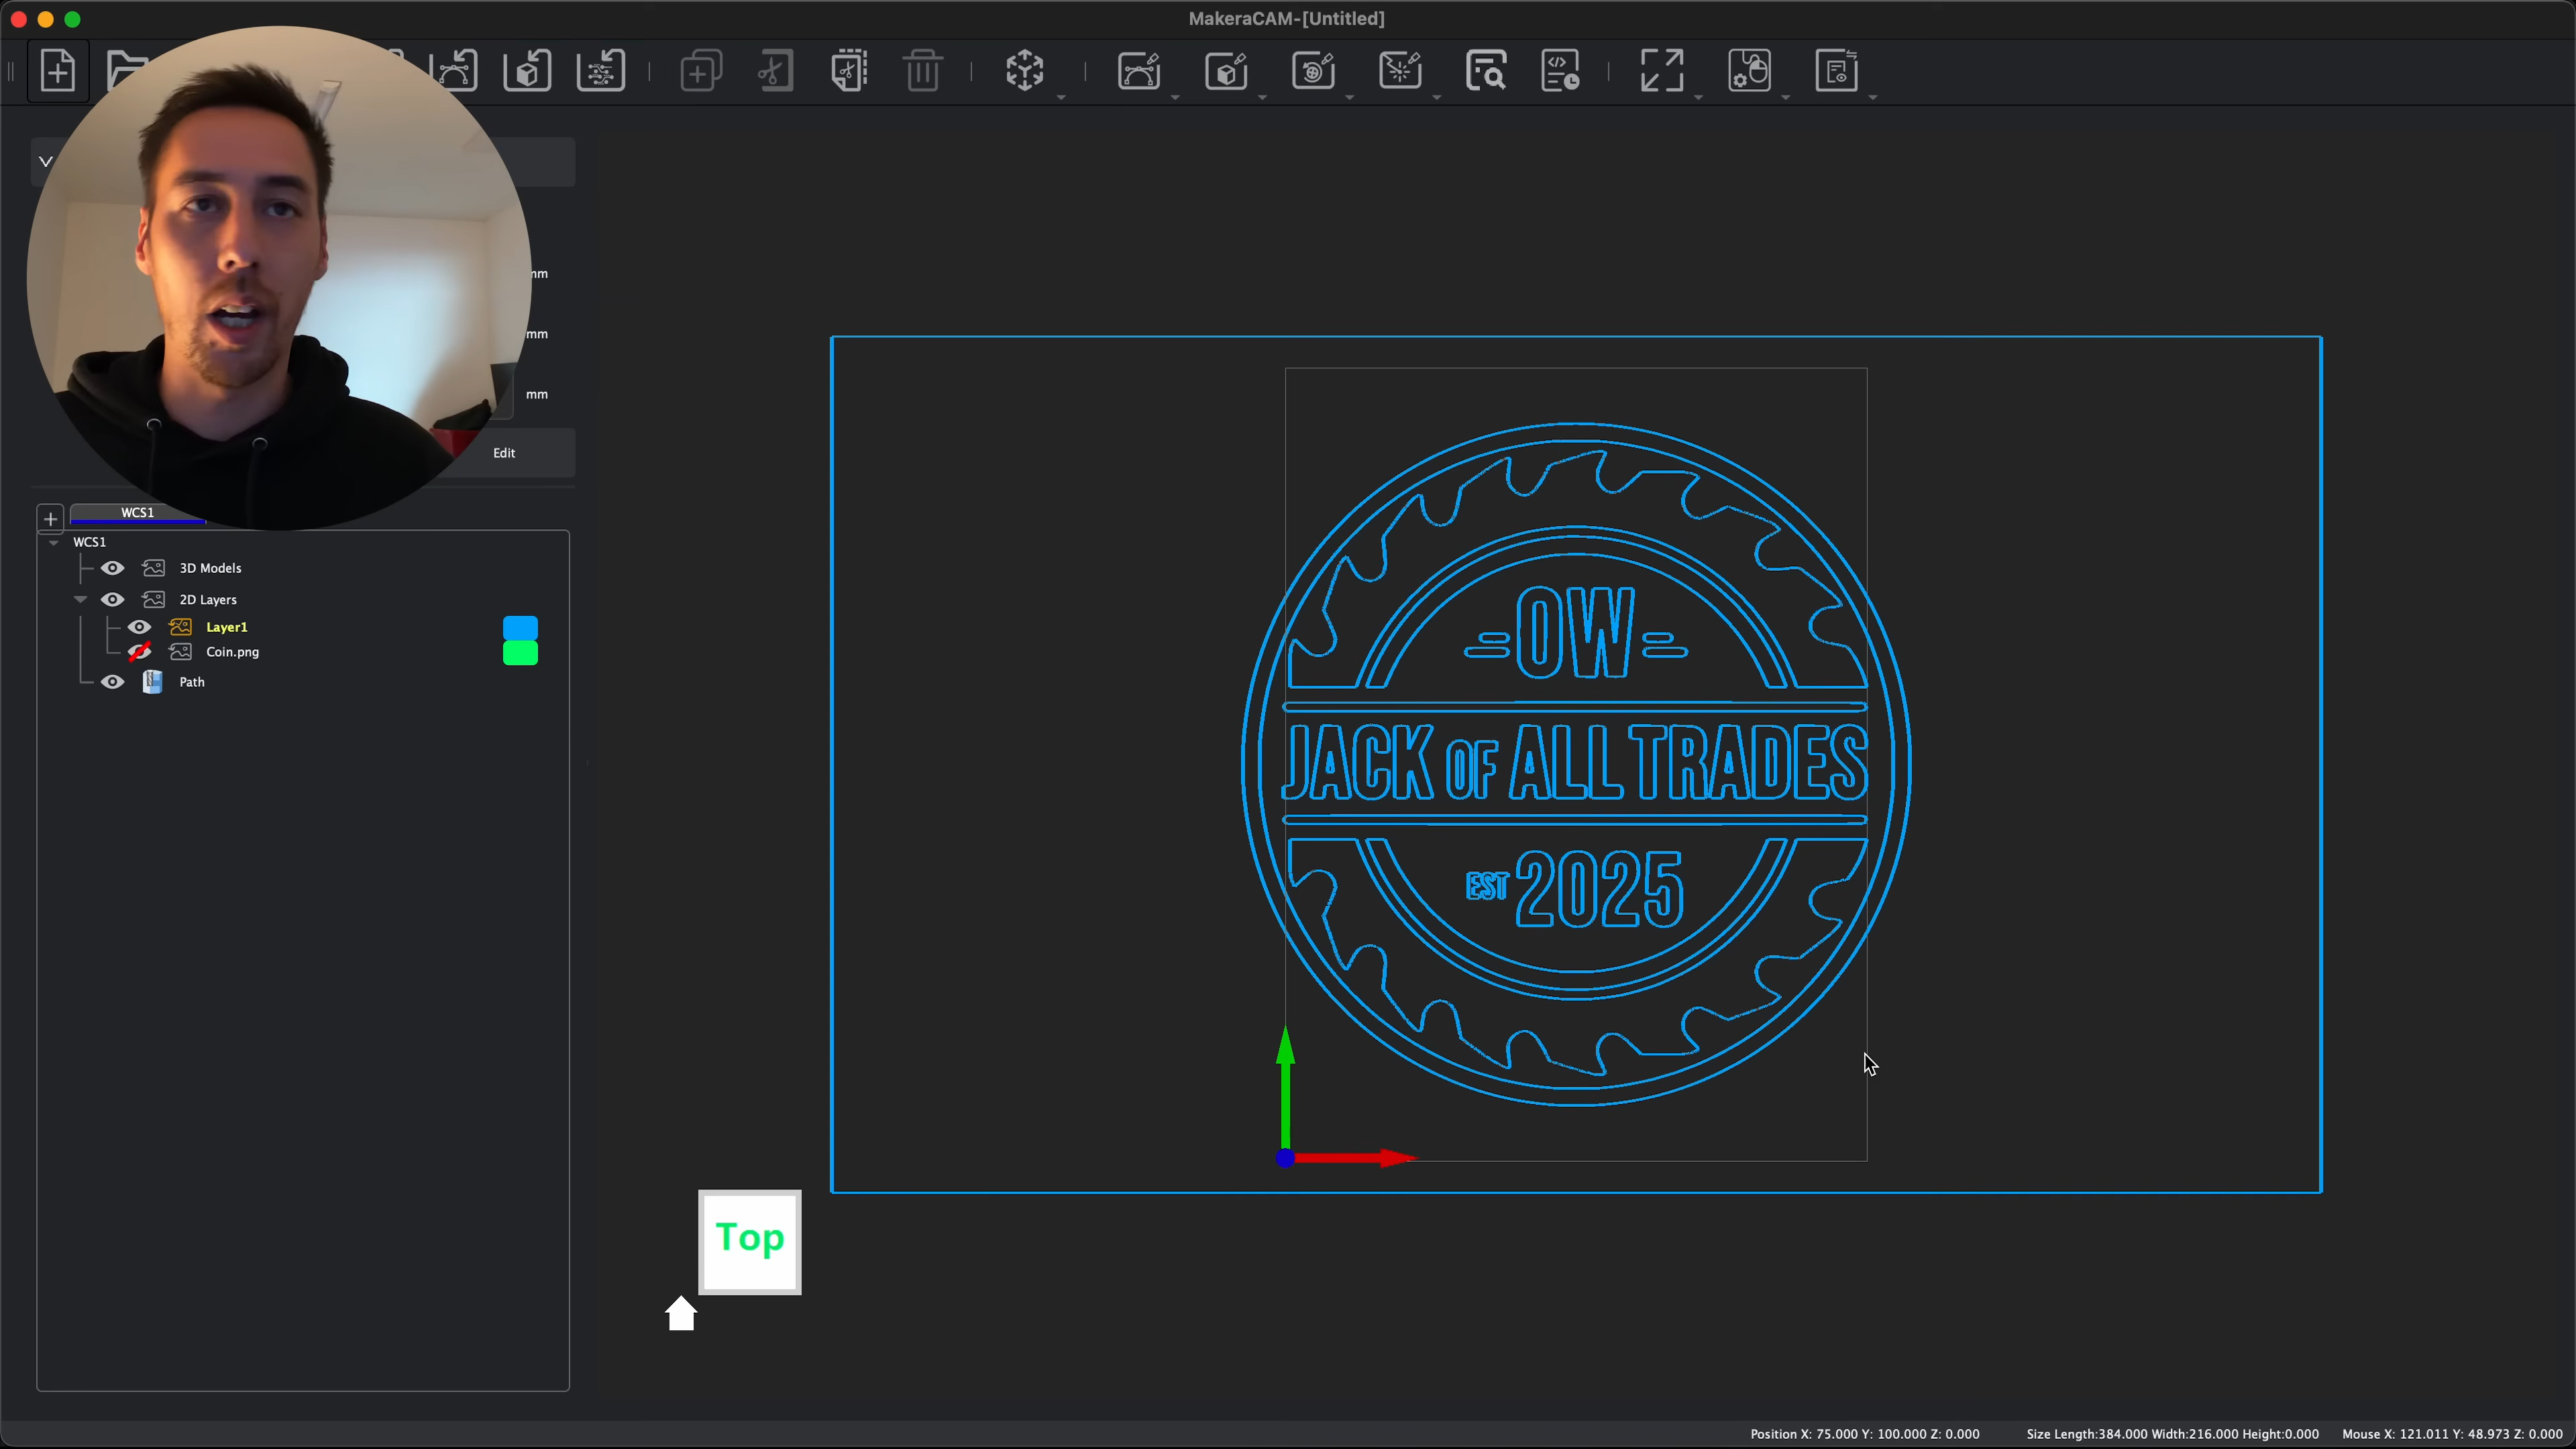 MakeraCAM-[Untitled]
mm
mm
mm
Edit
WCS1
WCS1
3D Models
2D Layers
Layer1
Coin.png
Path
OW
JACK OF ALL TRADES
EST 2025
Top
Position X: 75.000 Y: 100.000 Z: 0.000 Size Length:384.000 Width:216.000 Height:0.000 Mouse X: 121.011 Y: 48.973 Z: 0.000